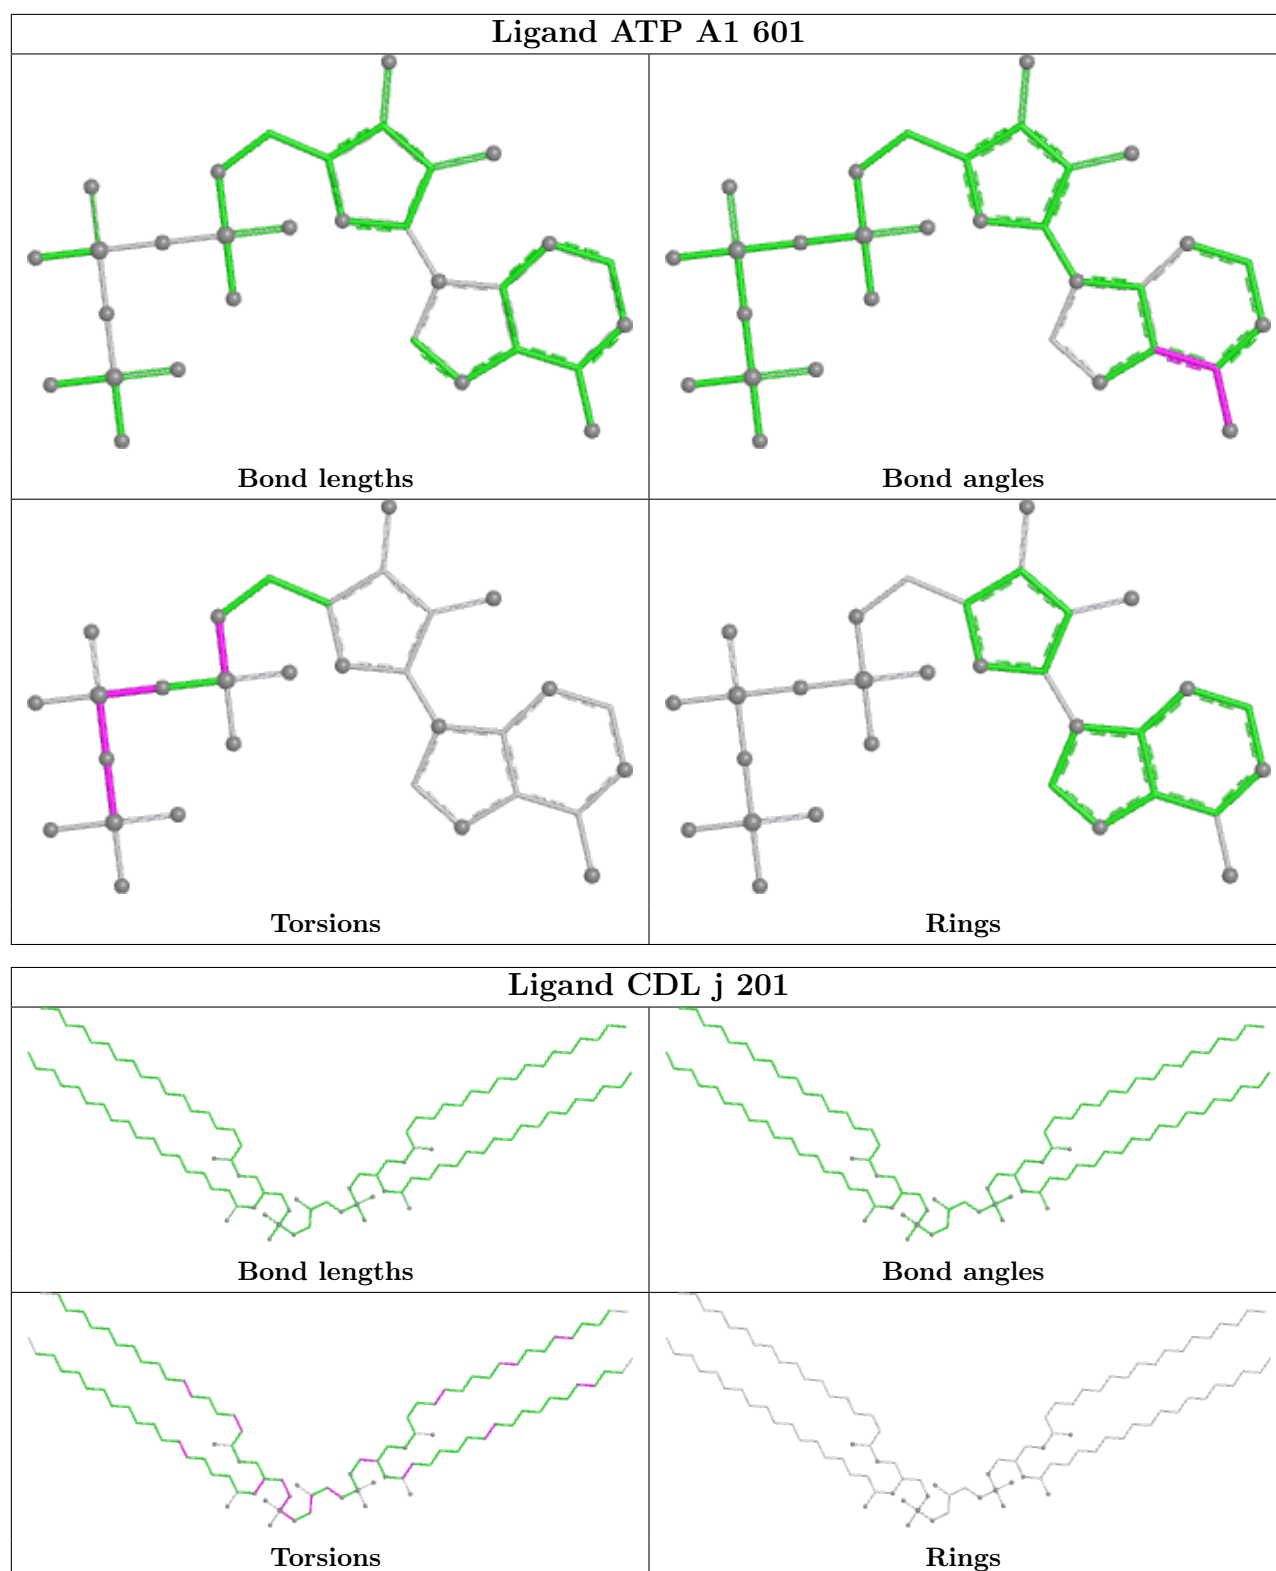 Ligand ATP A1 601
Bond lengths
Bond angles
Torsions
Rings
Ligand CDL j 201
Bond lengths
Bond angles
Torsions
Rings